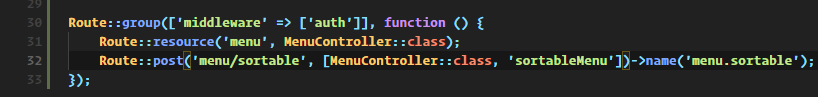 29
30 Route::group(['middleware' => ['auth']], function () {
31 Route::resource('menu', MenuController::class);
32 Route::post('menu/sortable', [MenuController::class, 'sortableMenu'])->name('menu.sortable');
33 });